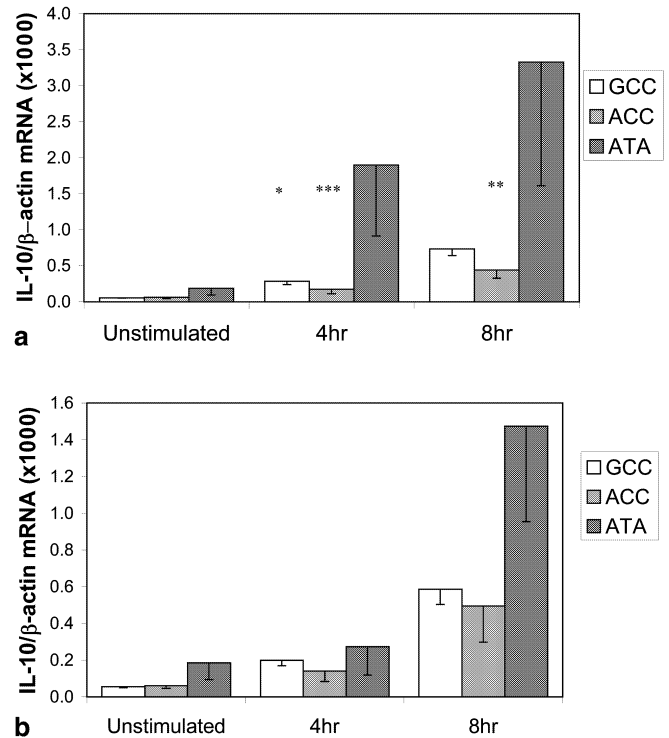 IL-10/β–actin mRNA (x1000)
4.0
3.5
3.0
2.5
2.0
1.5
1.0
0.5
0.0
* *** **
Unstimulated 4hr 8hr
GCC
ACC
ATA
a
IL-10/β-actin mRNA (x1000)
1.6
1.4
1.2
1.0
0.8
0.6
0.4
0.2
0.0
Unstimulated 4hr 8hr
GCC
ACC
ATA
b